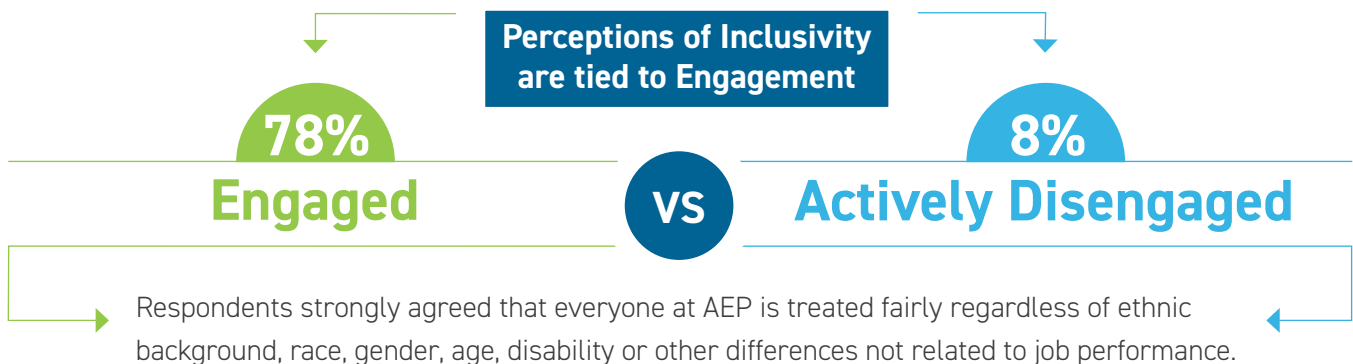 Perceptions of Inclusivity
are tied to Engagement
78%
Engaged
VS
8%
Actively Disengaged
Respondents strongly agreed that everyone at AEP is treated fairly regardless of ethnic
background, race, gender, age, disability or other differences not related to job performance.